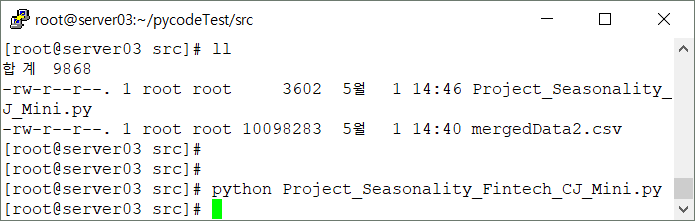 root@server03:~/pycodeTest/src
[root@server03 src]# ll
합계 9868
-rw-r--r--. 1 root root     3602  5월   1 14:46 Project_Seasonality_
CJ_Mini.py
-rw-r--r--. 1 root root 10098283  5월   1 14:40 mergedData2.csv
[root@server03 src]#
[root@server03 src]#
[root@server03 src]# python Project_Seasonality_Fintech_CJ_Mini.py
[root@server03 src]#